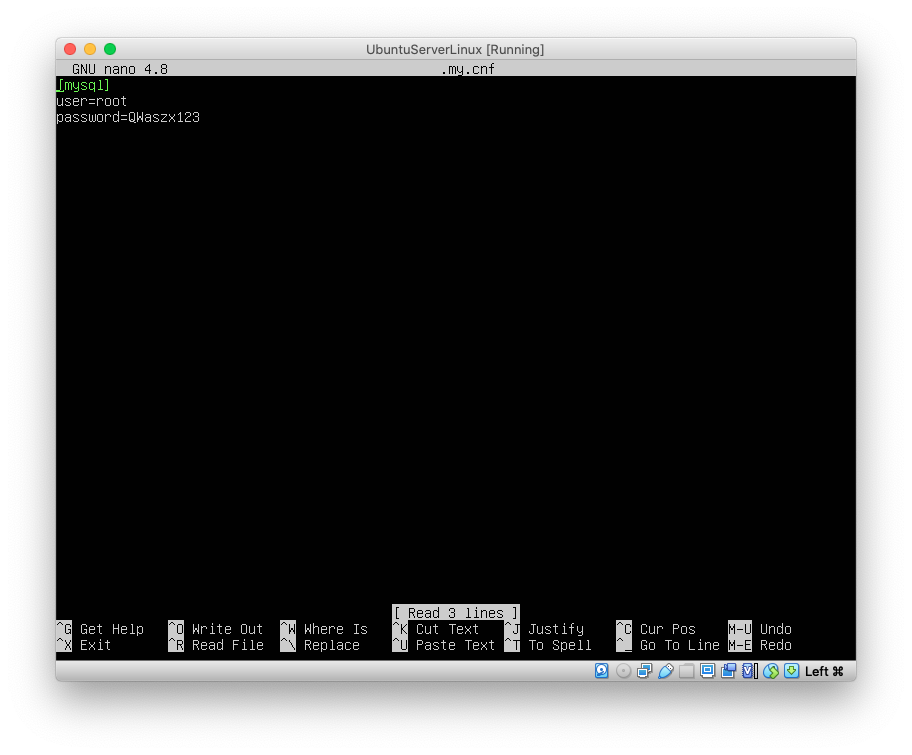 UbuntuServerLinux [Running]
GNU nano 4.8 .my.cnf
[mysql]
user=root
password=QWaszx123
[ Read 3 lines ]
^G Get Help ^O Write Out ^W Where Is ^K Cut Text ^J Justify ^C Cur Pos M-U Undo
^X Exit ^R Read File ^\ Replace ^U Paste Text ^T To Spell ^_ Go To Line M-E Redo
Left ⌘